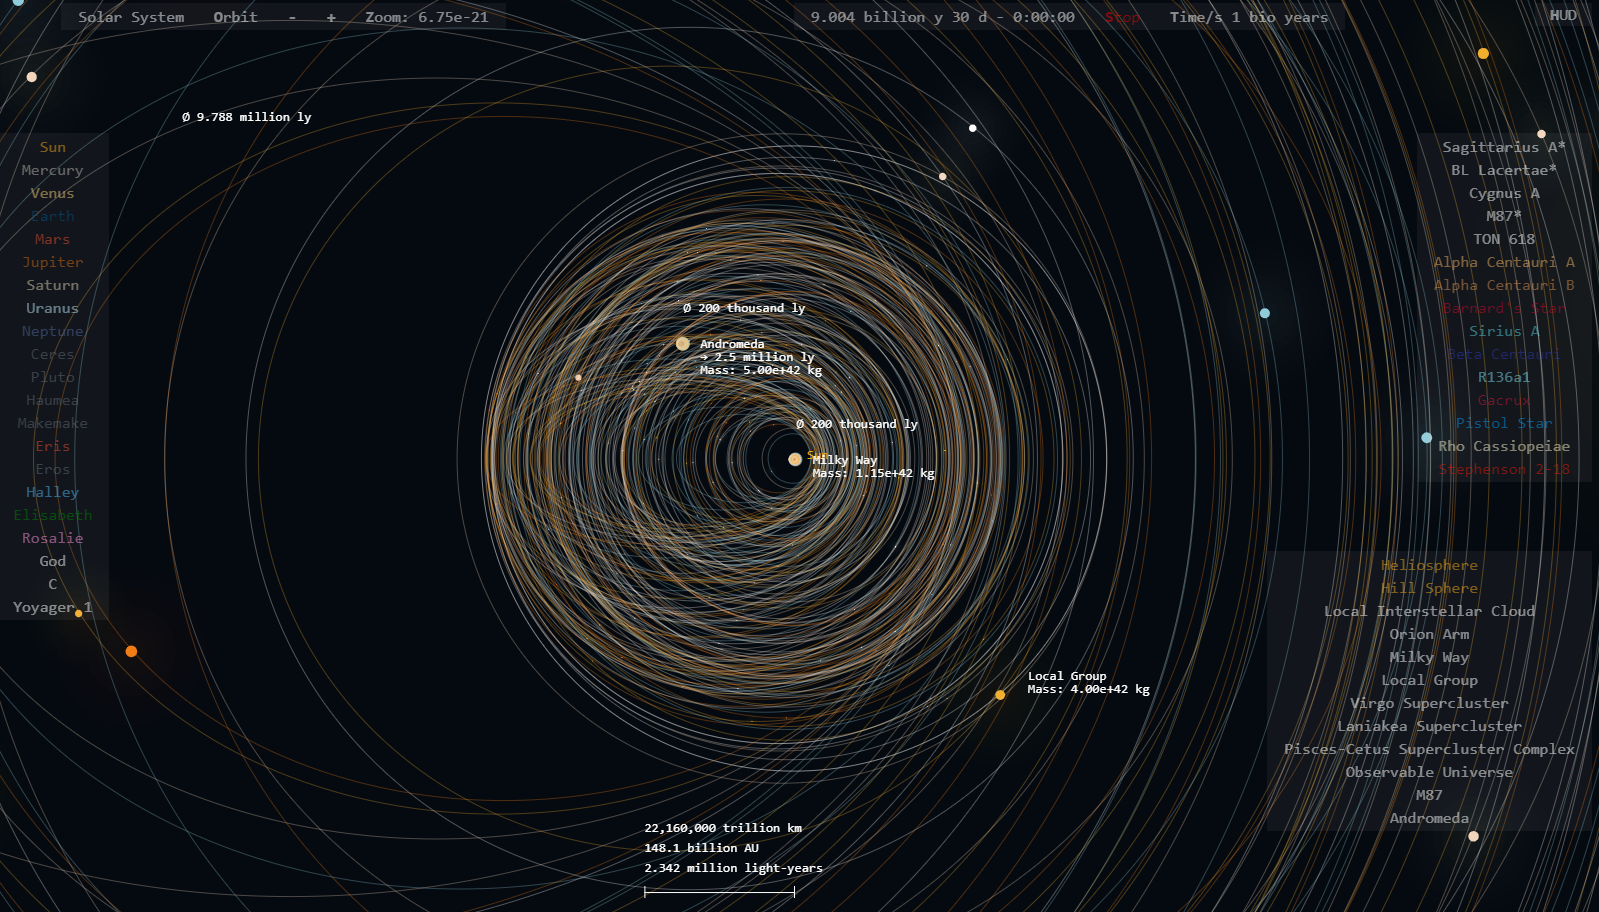 Solar System Orbit - + Zoom: 6.75e-21 9.004 billion y 30 d - 0:00:00 Stop Time/s 1 bio years HUD
Ø 9.788 million ly
Sun
Mercury
Venus
Earth
Mars
Jupiter
Saturn
Uranus
Neptune
Ceres
Pluto
Haumea
Makemake
Eris
Eros
Halley
Elisabeth
Rosalie
God
C
Yoyager 1
Ø 200 thousand ly
Andromeda
→ 2.5 million ly
Mass: 5.00e+42 kg
Ø 200 thousand ly
Sun
Milky Way
Mass: 1.15e+42 kg
Local Group
Mass: 4.00e+42 kg
Sagittarius A*
BL Lacertae*
Cygnus A
M87*
TON 618
Alpha Centauri A
Alpha Centauri B
Barnard's Star
Sirius A
Beta Centauri
R136a1
Gacrux
Pistol Star
Rho Cassiopeiae
Stephenson 2-18
Heliosphere
Hill Sphere
Local Interstellar Cloud
Orion Arm
Milky Way
Local Group
Virgo Supercluster
Laniakea Supercluster
Pisces-Cetus Supercluster Complex
Observable Universe
M87
Andromeda
22,160,000 trillion km
148.1 billion AU
2.342 million light-years